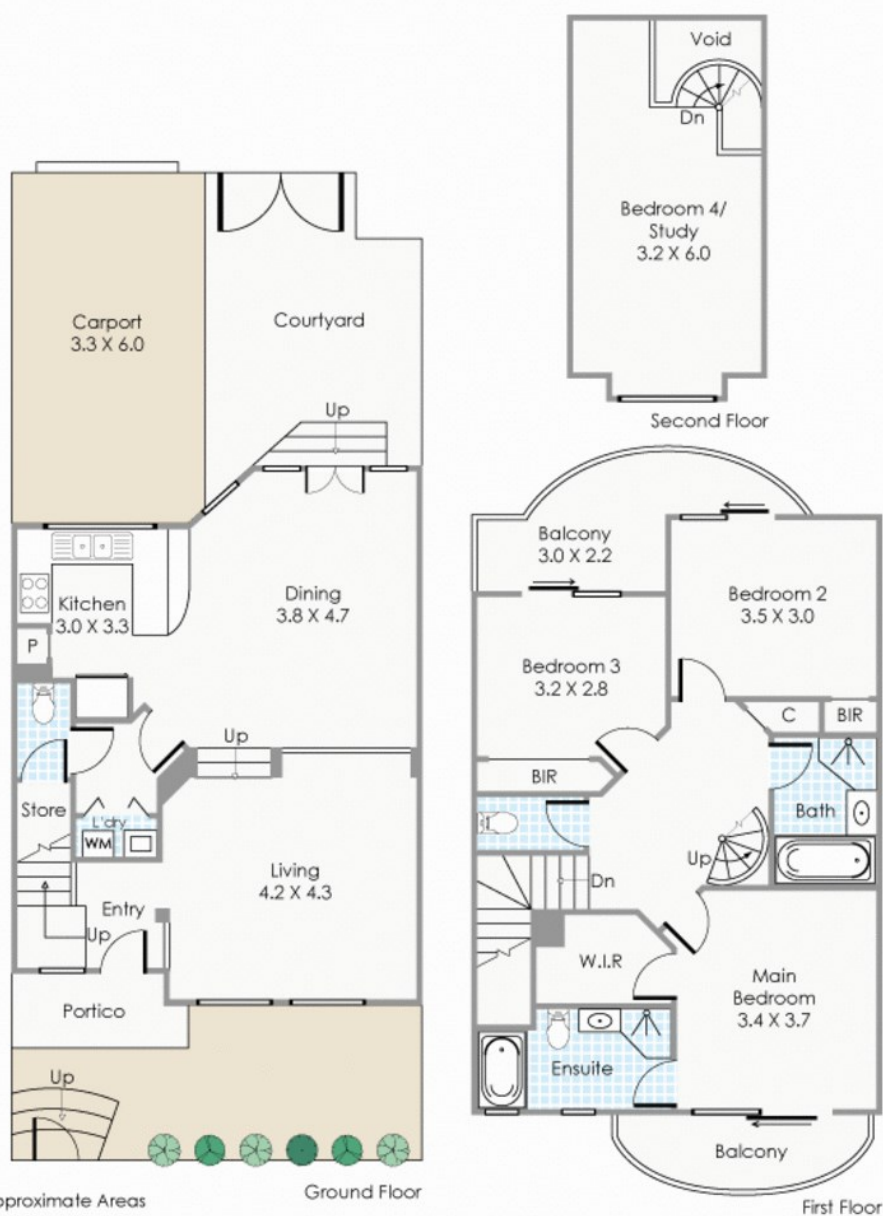 Void
Dn
Bedroom 4/
Study
3.2 X 6.0
Second Floor
Carport
3.3 X 6.0
Courtyard
Up
Kitchen
3.0 X 3.3
Dining
3.8 X 4.7
P
Up
Store
L'dry
WM
Living
4.2 X 4.3
Entry
Up
Portico
Up
Approximate Areas
Ground Floor
Balcony
3.0 X 2.2
Bedroom 2
3.5 X 3.0
Bedroom 3
3.2 X 2.8
C
BIR
BIR
Bath
Up
Dn
W.I.R
Main
Bedroom
3.4 X 3.7
Ensuite
Balcony
First Floor